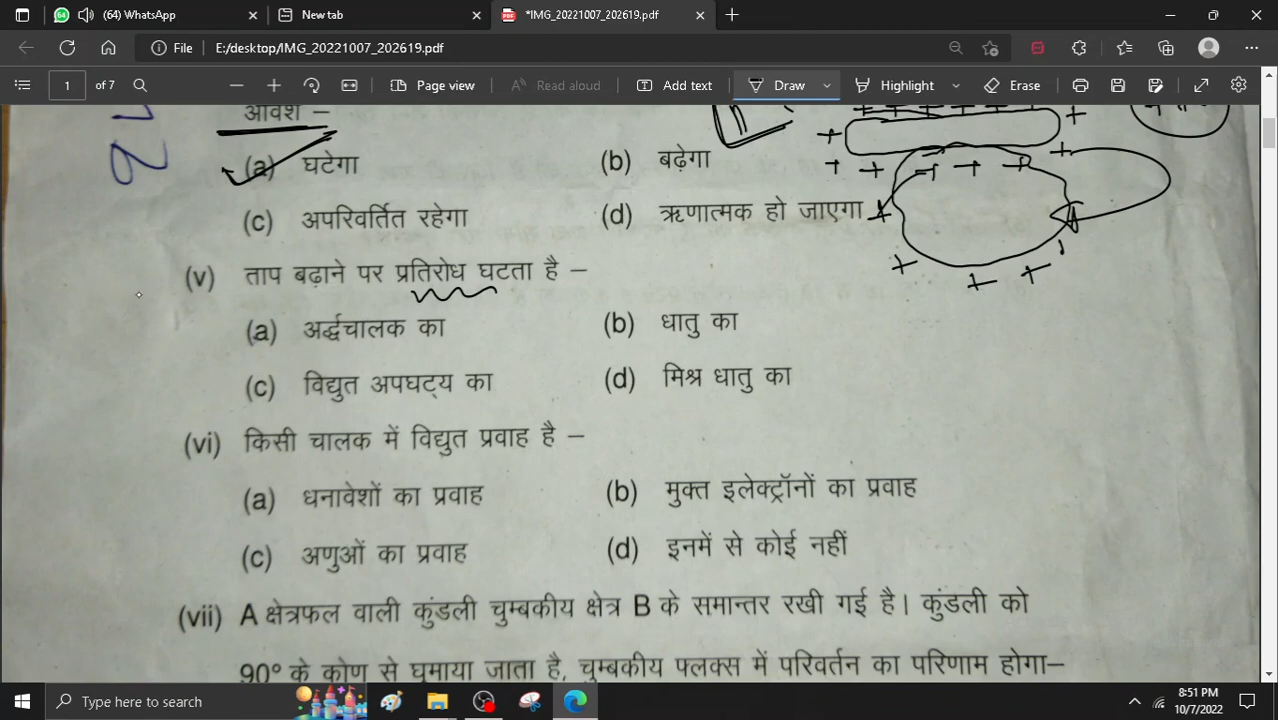 (64) WhatsApp
New tab
*IMG_20221007_202619.pdf
File E:/desktop/IMG_20221007_202619.pdf
1 of 7
Page view
Read aloud
Add text
Draw
Highlight
Erase
आवेश –
(a) घटेगा (b) बढ़ेगा
(c) अपरिवर्तित रहेगा (d) ऋणात्मक हो जाएगा
(v) ताप बढ़ाने पर प्रतिरोध घटता है –
(a) अर्द्धचालक का (b) धातु का
(c) विद्युत अपघट्य का (d) मिश्र धातु का
(vi) किसी चालक में विद्युत प्रवाह है –
(a) धनावेशों का प्रवाह (b) मुक्त इलेक्ट्रॉनों का प्रवाह
(c) अणुओं का प्रवाह (d) इनमें से कोई नहीं
(vii) A क्षेत्रफल वाली कुंडली चुम्बकीय क्षेत्र B के समान्तर रखी गई है। कुंडली को
90° के कोण से घुमाया जाता है, चुम्बकीय फ्लक्स में परिवर्तन का परिणाम होगा–
Type here to search
8:51 PM
10/7/2022